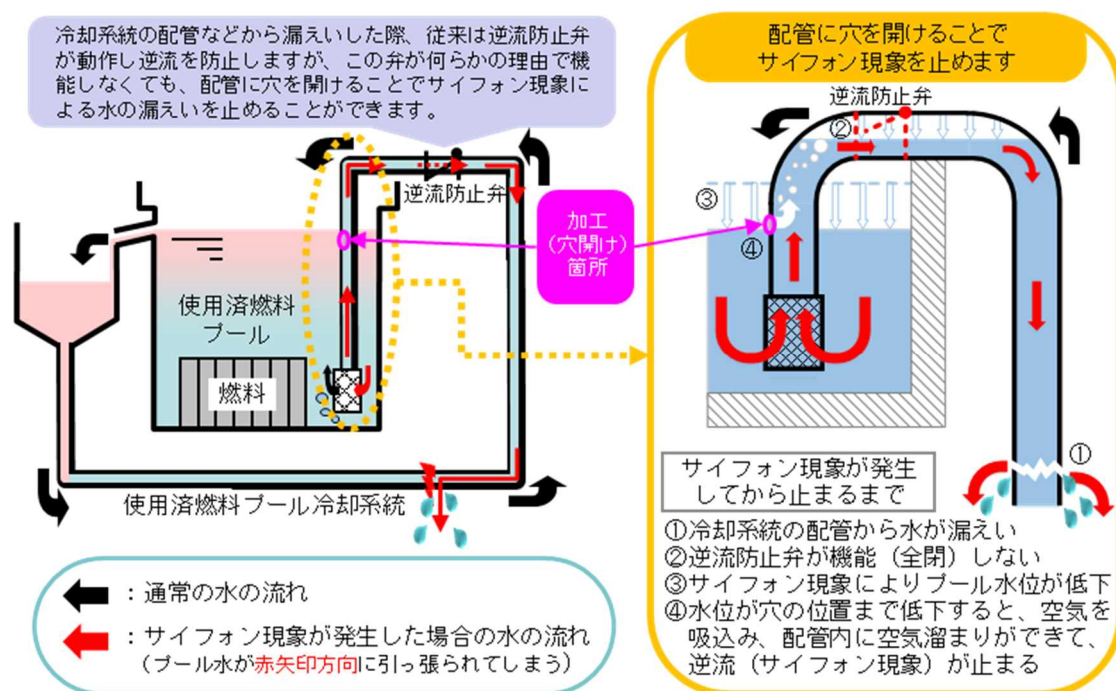 冷却系統の配管などから漏えいした際、従来は逆流防止弁
が動作し逆流を防止しますが、この弁が何らかの理由で機
能しなくても、配管に穴を開けることでサイフォン現象に
よる水の漏えいを止めることができます。
逆流防止弁
使用済燃料
プール
燃料
使用済燃料プール冷却系統
加工
(穴開け)
箇所
:通常の水の流れ
:サイフォン現象が発生した場合の水の流れ
(プール水が赤矢印方向に引っ張られてしまう)
配管に穴を開けることで
サイフォン現象を止めます
逆流防止弁
②
③
④
①
サイフォン現象が発生
してから止まるまで
①冷却系統の配管から水が漏えい
②逆流防止弁が機能(全閉)しない
③サイフォン現象によりプール水位が低下
④水位が穴の位置まで低下すると、空気を
吸込み、配管内に空気溜まりができて、
逆流(サイフォン現象)が止まる